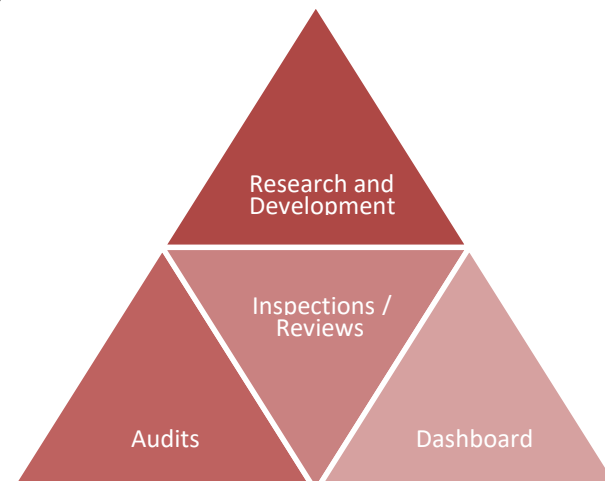 Research and
Development
Inspections /
Reviews
Audits
Dashboard